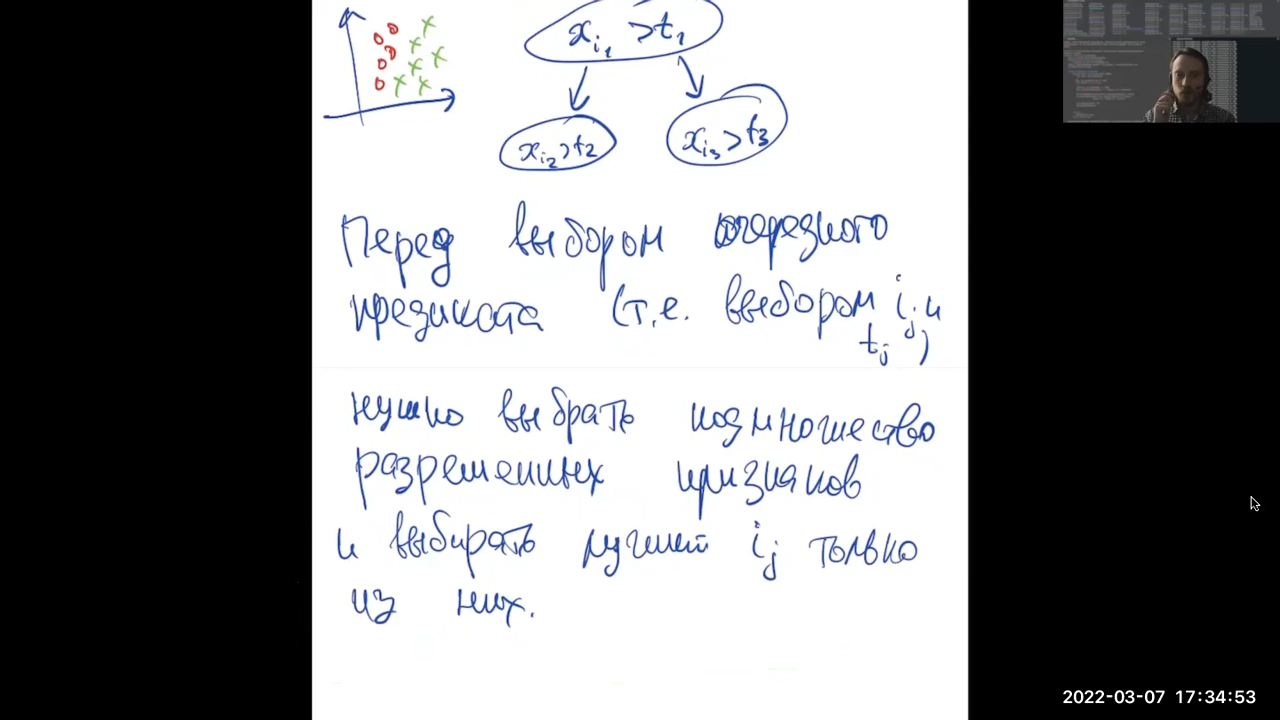 x_{i_1} > t_1
x_{i_2} > t_2
x_{i_3} > t_3
Перед выбором очередного
предиката (т.е. выбором i_j и
t_j)
нужно выбрать подмножество
разрешенных признаков
и выбирать лучший i_j только
из них.
2022-03-07 17:34:53